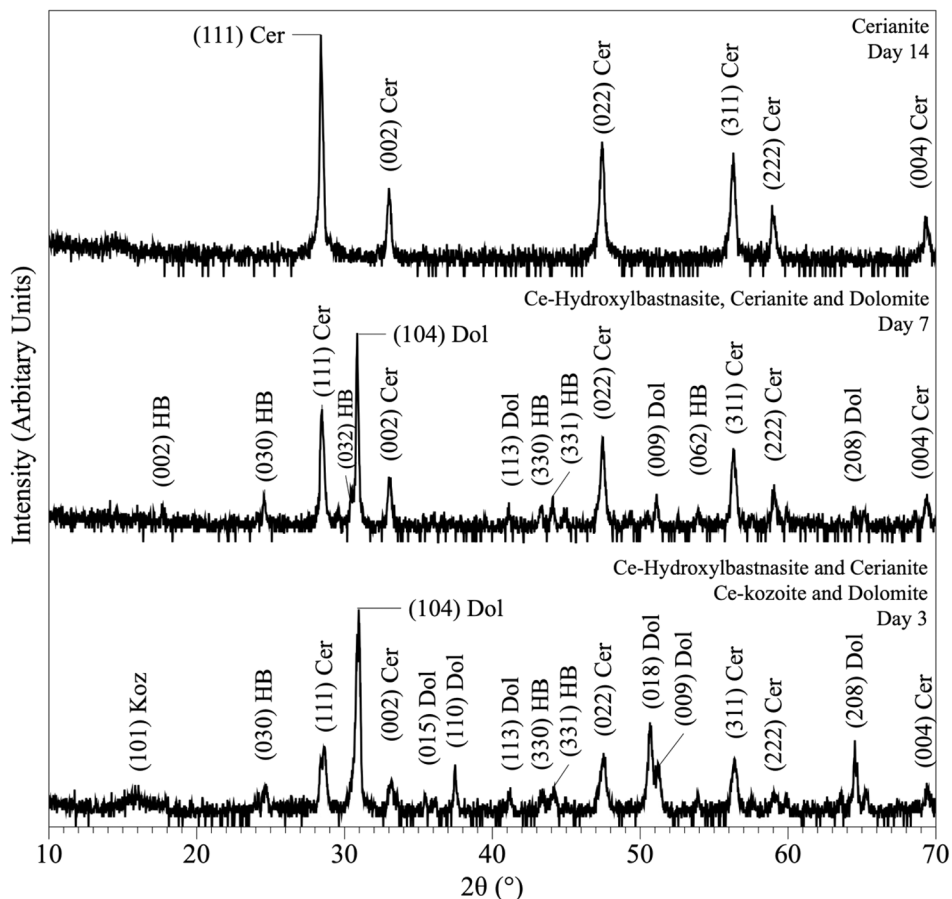 Cerianite
Day 14
(111) Cer
(002) Cer
(022) Cer
(311) Cer
(222) Cer
(004) Cer
Intensity (Arbitary Units)
Ce-Hydroxylbastnasite, Cerianite and Dolomite
Day 7
(002) HB
(030) HB
(111) Cer
(032) HB
(104) Dol
(002) Cer
(113) Dol
(330) HB
(331) HB
(022) Cer
(009) Dol
(062) HB
(311) Cer
(222) Cer
(208) Dol
(004) Cer
Ce-Hydroxylbastnasite and Cerianite
Ce-kozoite and Dolomite
Day 3
(101) Koz
(030) HB
(111) Cer
(104) Dol
(002) Cer
(015) Dol
(110) Dol
(113) Dol
(330) HB
(331) HB
(022) Cer
(018) Dol
(009) Dol
(311) Cer
(222) Cer
(208) Dol
(004) Cer
10 20 30 40 50 60 70
2θ (°)